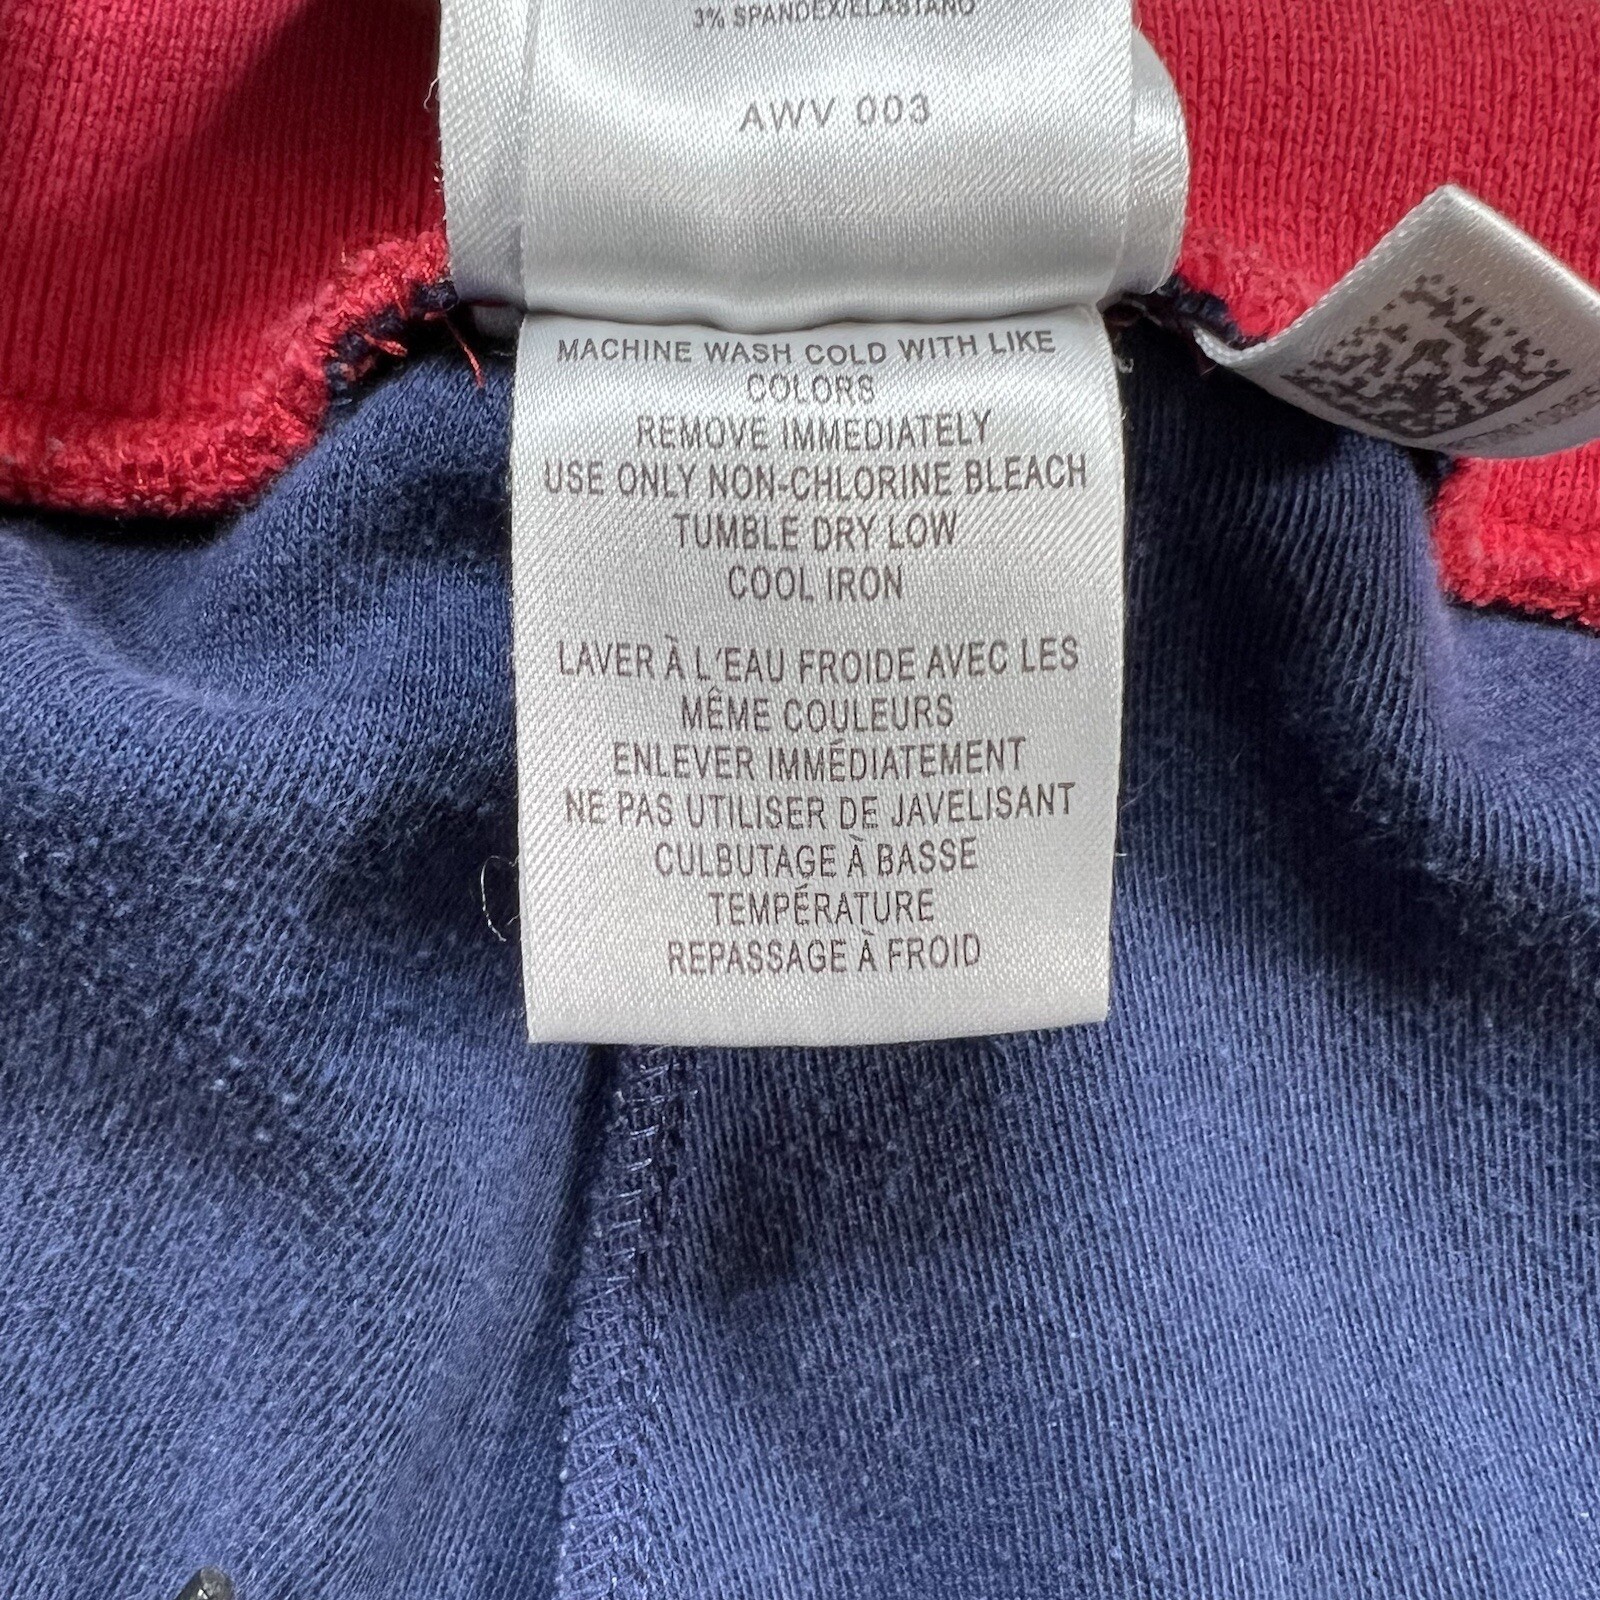 3% SPANDEX/ELASTANO
AWV 003
MACHINE WASH COLD WITH LIKE
COLORS
REMOVE IMMEDIATELY
USE ONLY NON-CHLORINE BLEACH
TUMBLE DRY LOW
COOL IRON
LAVER À L'EAU FROIDE AVEC LES
MÊME COULEURS
ENLEVER IMMÉDIATEMENT
NE PAS UTILISER DE JAVELISANT
CULBUTAGE À BASSE
TEMPÉRATURE
REPASSAGE À FROID